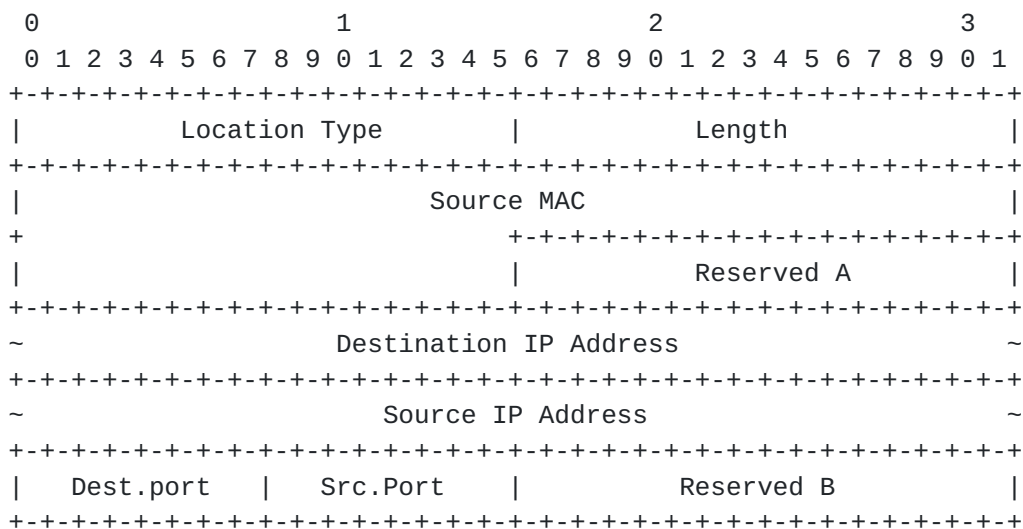 0                   1                   2                   3
 0 1 2 3 4 5 6 7 8 9 0 1 2 3 4 5 6 7 8 9 0 1 2 3 4 5 6 7 8 9 0 1
+-+-+-+-+-+-+-+-+-+-+-+-+-+-+-+-+-+-+-+-+-+-+-+-+-+-+-+-+-+-+-+-+
|          Location Type        |           Length              |
+-+-+-+-+-+-+-+-+-+-+-+-+-+-+-+-+-+-+-+-+-+-+-+-+-+-+-+-+-+-+-+-+
|                          Source MAC                           |
+                               +-+-+-+-+-+-+-+-+-+-+-+-+-+-+-+-+
|                               |           Reserved A          |
+-+-+-+-+-+-+-+-+-+-+-+-+-+-+-+-+-+-+-+-+-+-+-+-+-+-+-+-+-+-+-+-+
~                    Destination IP Address                     ~
+-+-+-+-+-+-+-+-+-+-+-+-+-+-+-+-+-+-+-+-+-+-+-+-+-+-+-+-+-+-+-+-+
~                       Source IP Address                       ~
+-+-+-+-+-+-+-+-+-+-+-+-+-+-+-+-+-+-+-+-+-+-+-+-+-+-+-+-+-+-+-+-+
|   Dest.port   |   Src.Port    |          Reserved B           |
+-+-+-+-+-+-+-+-+-+-+-+-+-+-+-+-+-+-+-+-+-+-+-+-+-+-+-+-+-+-+-+-+